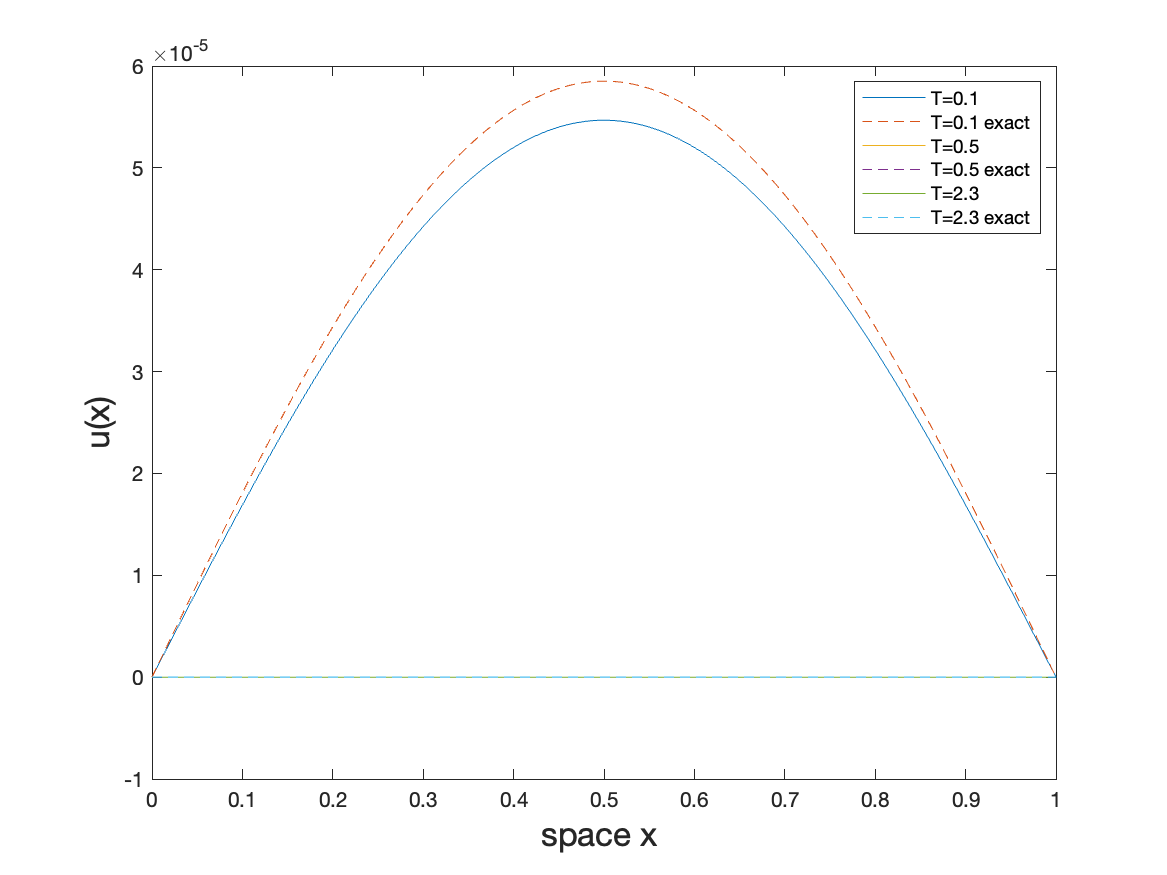 ×10-5
6
5
4
3
2
1
0
-1
u(x)
0 0.1 0.2 0.3 0.4 0.5 0.6 0.7 0.8 0.9 1
space x
T=0.1
T=0.1 exact
T=0.5
T=0.5 exact
T=2.3
T=2.3 exact